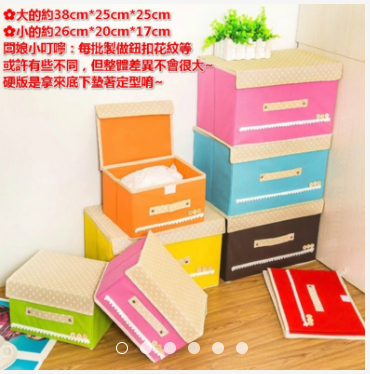 ✿大的約38cm*25cm*25cm
✿小的約26cm*20cm*17cm
闆娘小叮嚀：每批製做鈕扣花紋等
或許有些不同，但整體差異不會很大~
硬版是拿來底下墊著定型唷~